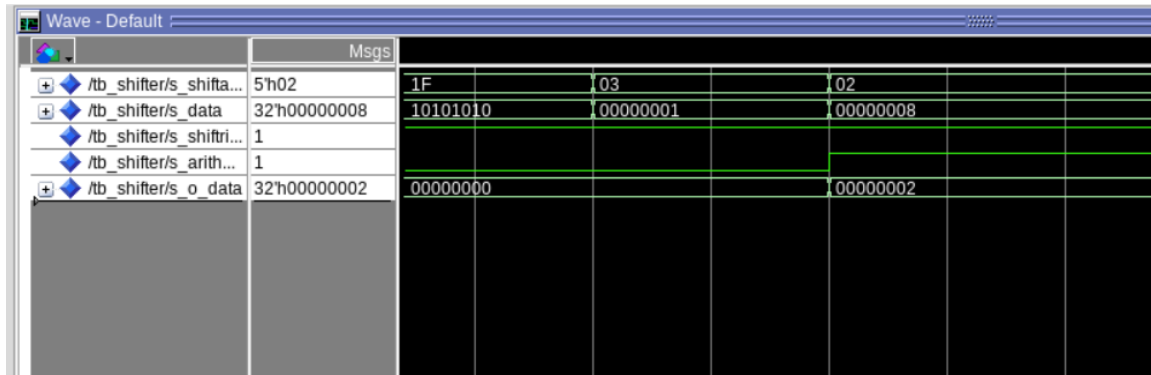 Wave - Default
Msgs
/tb_shifter/s_shifta... 5'h02 1F 03 02
/tb_shifter/s_data 32'h00000008 10101010 00000001 00000008
/tb_shifter/s_shiftri... 1
/tb_shifter/s_arith... 1
/tb_shifter/s_o_data 32'h00000002 00000000 00000002